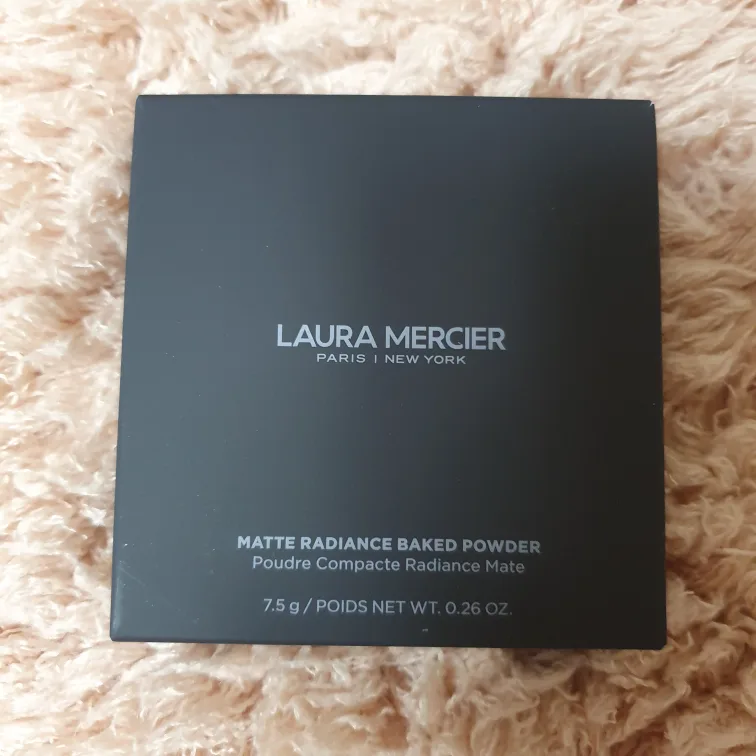 LAURA MERCIER
PARIS | NEW YORK
MATTE RADIANCE BAKED POWDER
Poudre Compacte Radiance Mate
7.5 g / POIDS NET WT. 0.26 OZ.